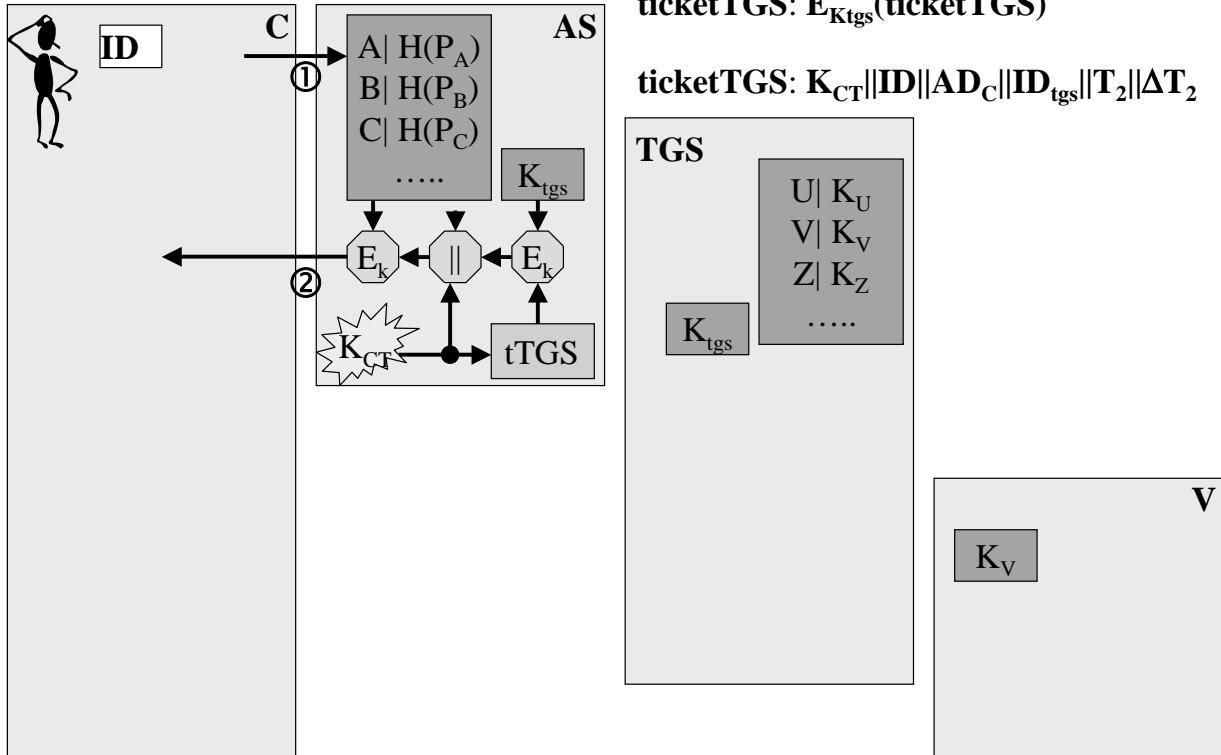 ticketTGS: E_Ktgs(ticketTGS)
ticketTGS: K_CT||ID||AD_C||ID_tgs||T_2||ΔT_2
C
ID
①
②
AS
A| H(P_A)
B| H(P_B)
C| H(P_C)
.....
K_tgs
E_k
||
E_k
K_CT
tTGS
TGS
U| K_U
V| K_V
Z| K_Z
.....
K_tgs
V
K_V